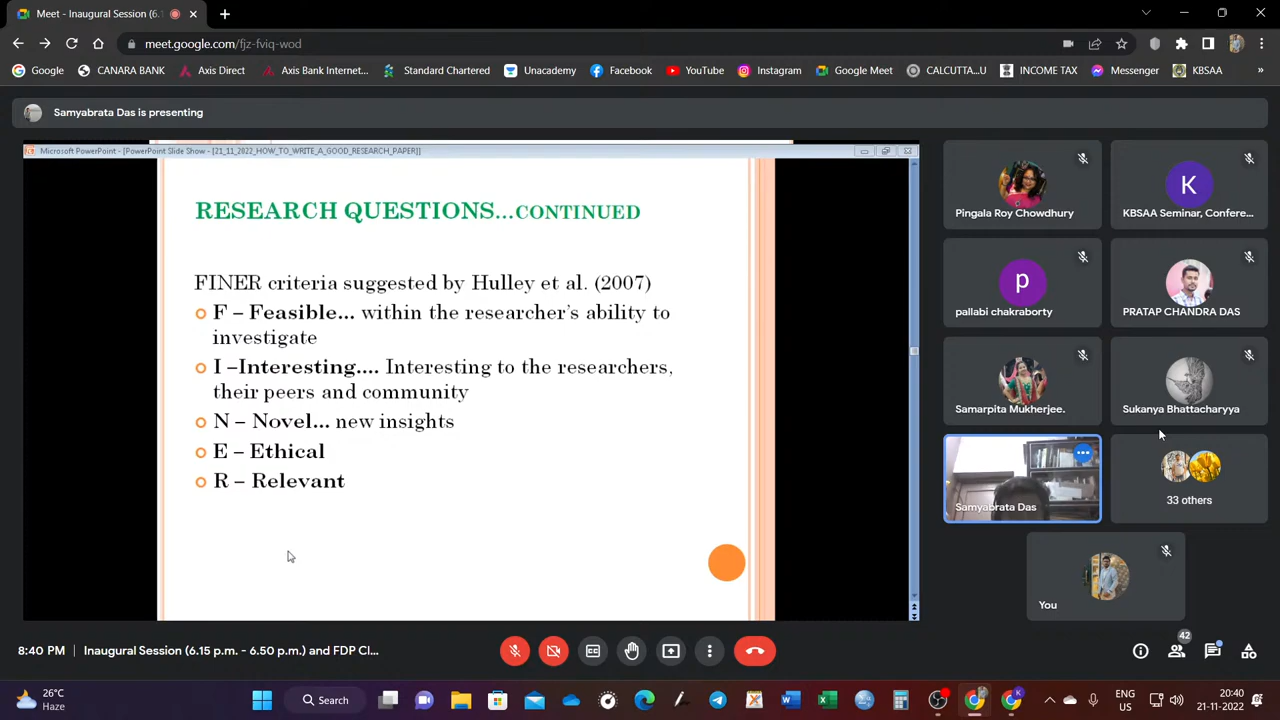 Meet - Inaugural Session (6.1
meet.google.com/fjz-fviq-wod
Google
CANARA BANK
Axis Direct
Axis Bank Internet...
Standard Chartered
Unacademy
Facebook
YouTube
Instagram
Google Meet
CALCUTTA...U
INCOME TAX
Messenger
KBSAA
»
Samyabrata Das is presenting
Microsoft PowerPoint - [PowerPoint Slide Show - [21_11_2022_HOW_TO_WRITE_A_GOOD_RESEARCH_PAPER]]
RESEARCH QUESTIONS...CONTINUED
FINER criteria suggested by Hulley et al. (2007)
F – Feasible... within the researcher's ability to
investigate
I –Interesting.... Interesting to the researchers,
their peers and community
N – Novel... new insights
E – Ethical
R – Relevant
Pingala Roy Chowdhury
K
KBSAA Seminar, Confere...
p
pallabi chakraborty
PRATAP CHANDRA DAS
Samarpita Mukherjee.
Sukanya Bhattacharyya
Samyabrata Das
33 others
You
8:40 PM
Inaugural Session (6.15 p.m. - 6.50 p.m.) and FDP Cl...
42
26°C
Haze
Search
K
ENG
US
20:40
21-11-2022